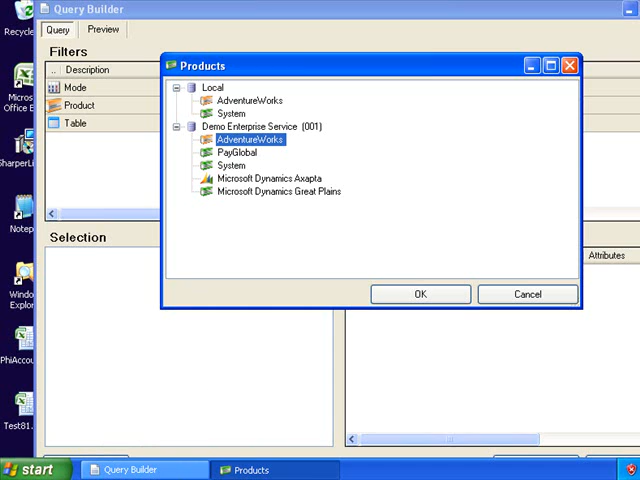 Query Builder
Recycle
Query
Preview
Filters
Products
..
Description
Mode
Product
Table
Local
AdventureWorks
System
Demo Enterprise Service (001)
AdventureWorks
PayGlobal
System
Microsoft Dynamics Axapta
Microsoft Dynamics Great Plains
Micros
Office E
SharperLi
Notep
Selection
Attributes
OK
Cancel
Windo
Explor
PhiAccou
Test81.
start
Query Builder
Products